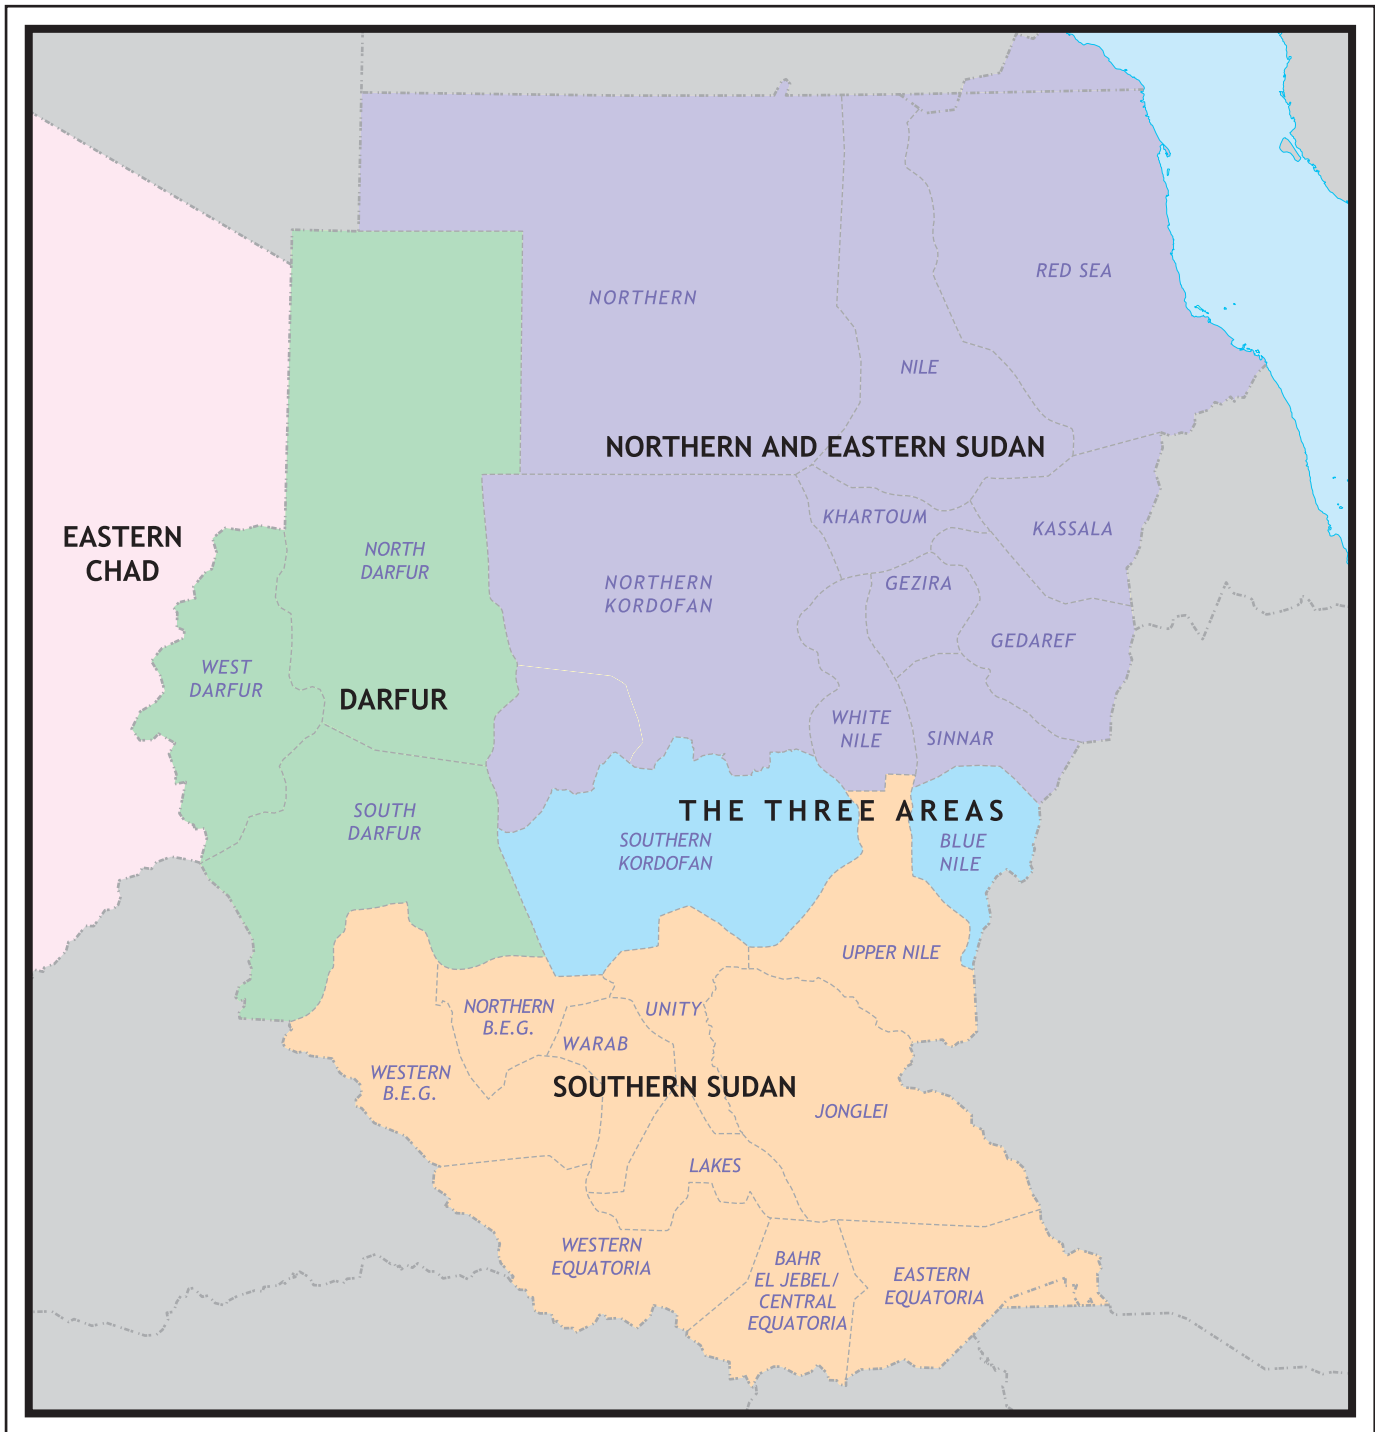 RED SEA
NORTHERN
NILE
NORTHERN AND EASTERN SUDAN
KHARTOUM
KASSALA
EASTERN
CHAD
NORTH
DARFUR
NORTHERN
KORDOFAN
GEZIRA
GEDAREF
WEST
DARFUR
DARFUR
WHITE
NILE
SINNAR
SOUTH
DARFUR
THE THREE AREAS
SOUTHERN
KORDOFAN
BLUE
NILE
UPPER NILE
NORTHERN
B.E.G.
UNITY
WARAB
WESTERN
B.E.G.
SOUTHERN SUDAN
JONGLEI
LAKES
WESTERN
EQUATORIA
BAHR
EL JEBEL/
CENTRAL
EQUATORIA
EASTERN
EQUATORIA